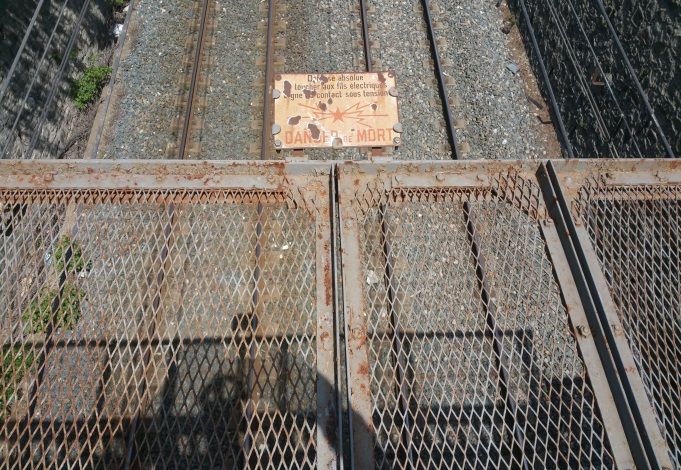 Défense absolue
toucher aux fils électriques
ligne de contact sous tension
DANGER DE MORT